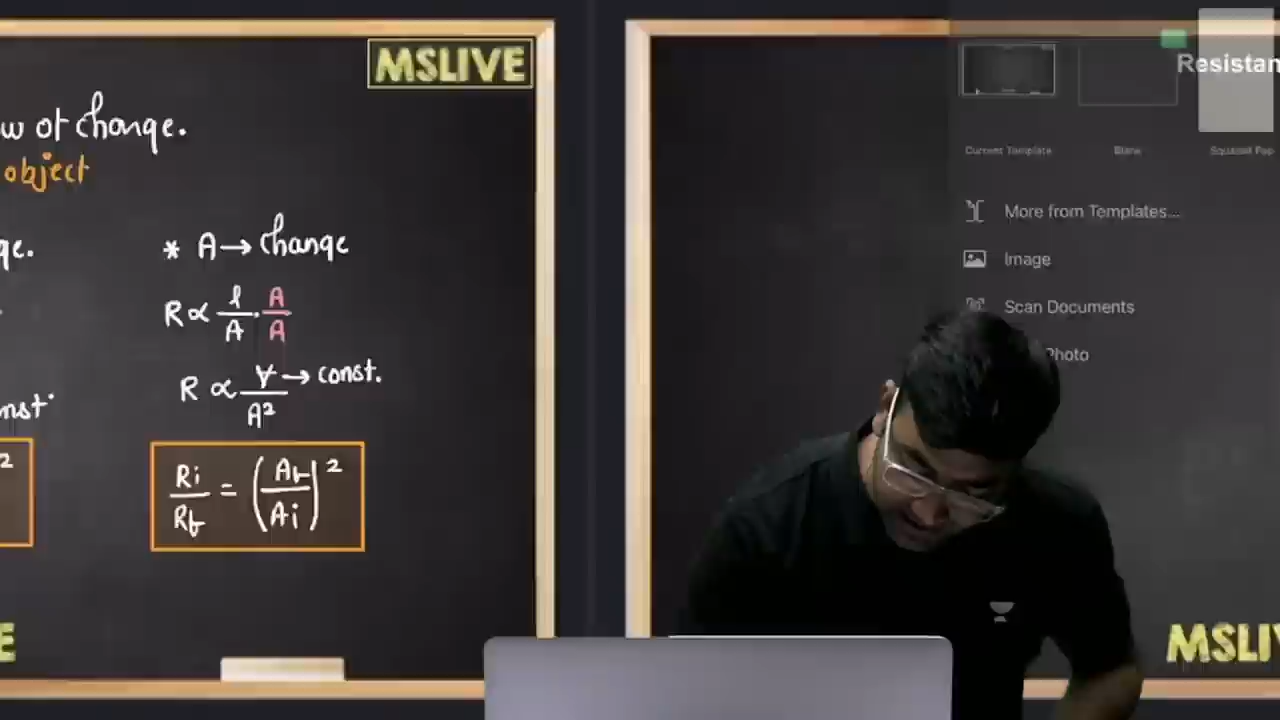 MSLIVE
w of change.
object
ge.
* A → change
R ∝ l/A · A/A
R ∝ V/A² → const.
nst.
2
Ri/Rf = (Af/Ai)²
E
Resistan
Current Template
Blank
More from Templates...
Image
Scan Documents
Photo
MSLIV